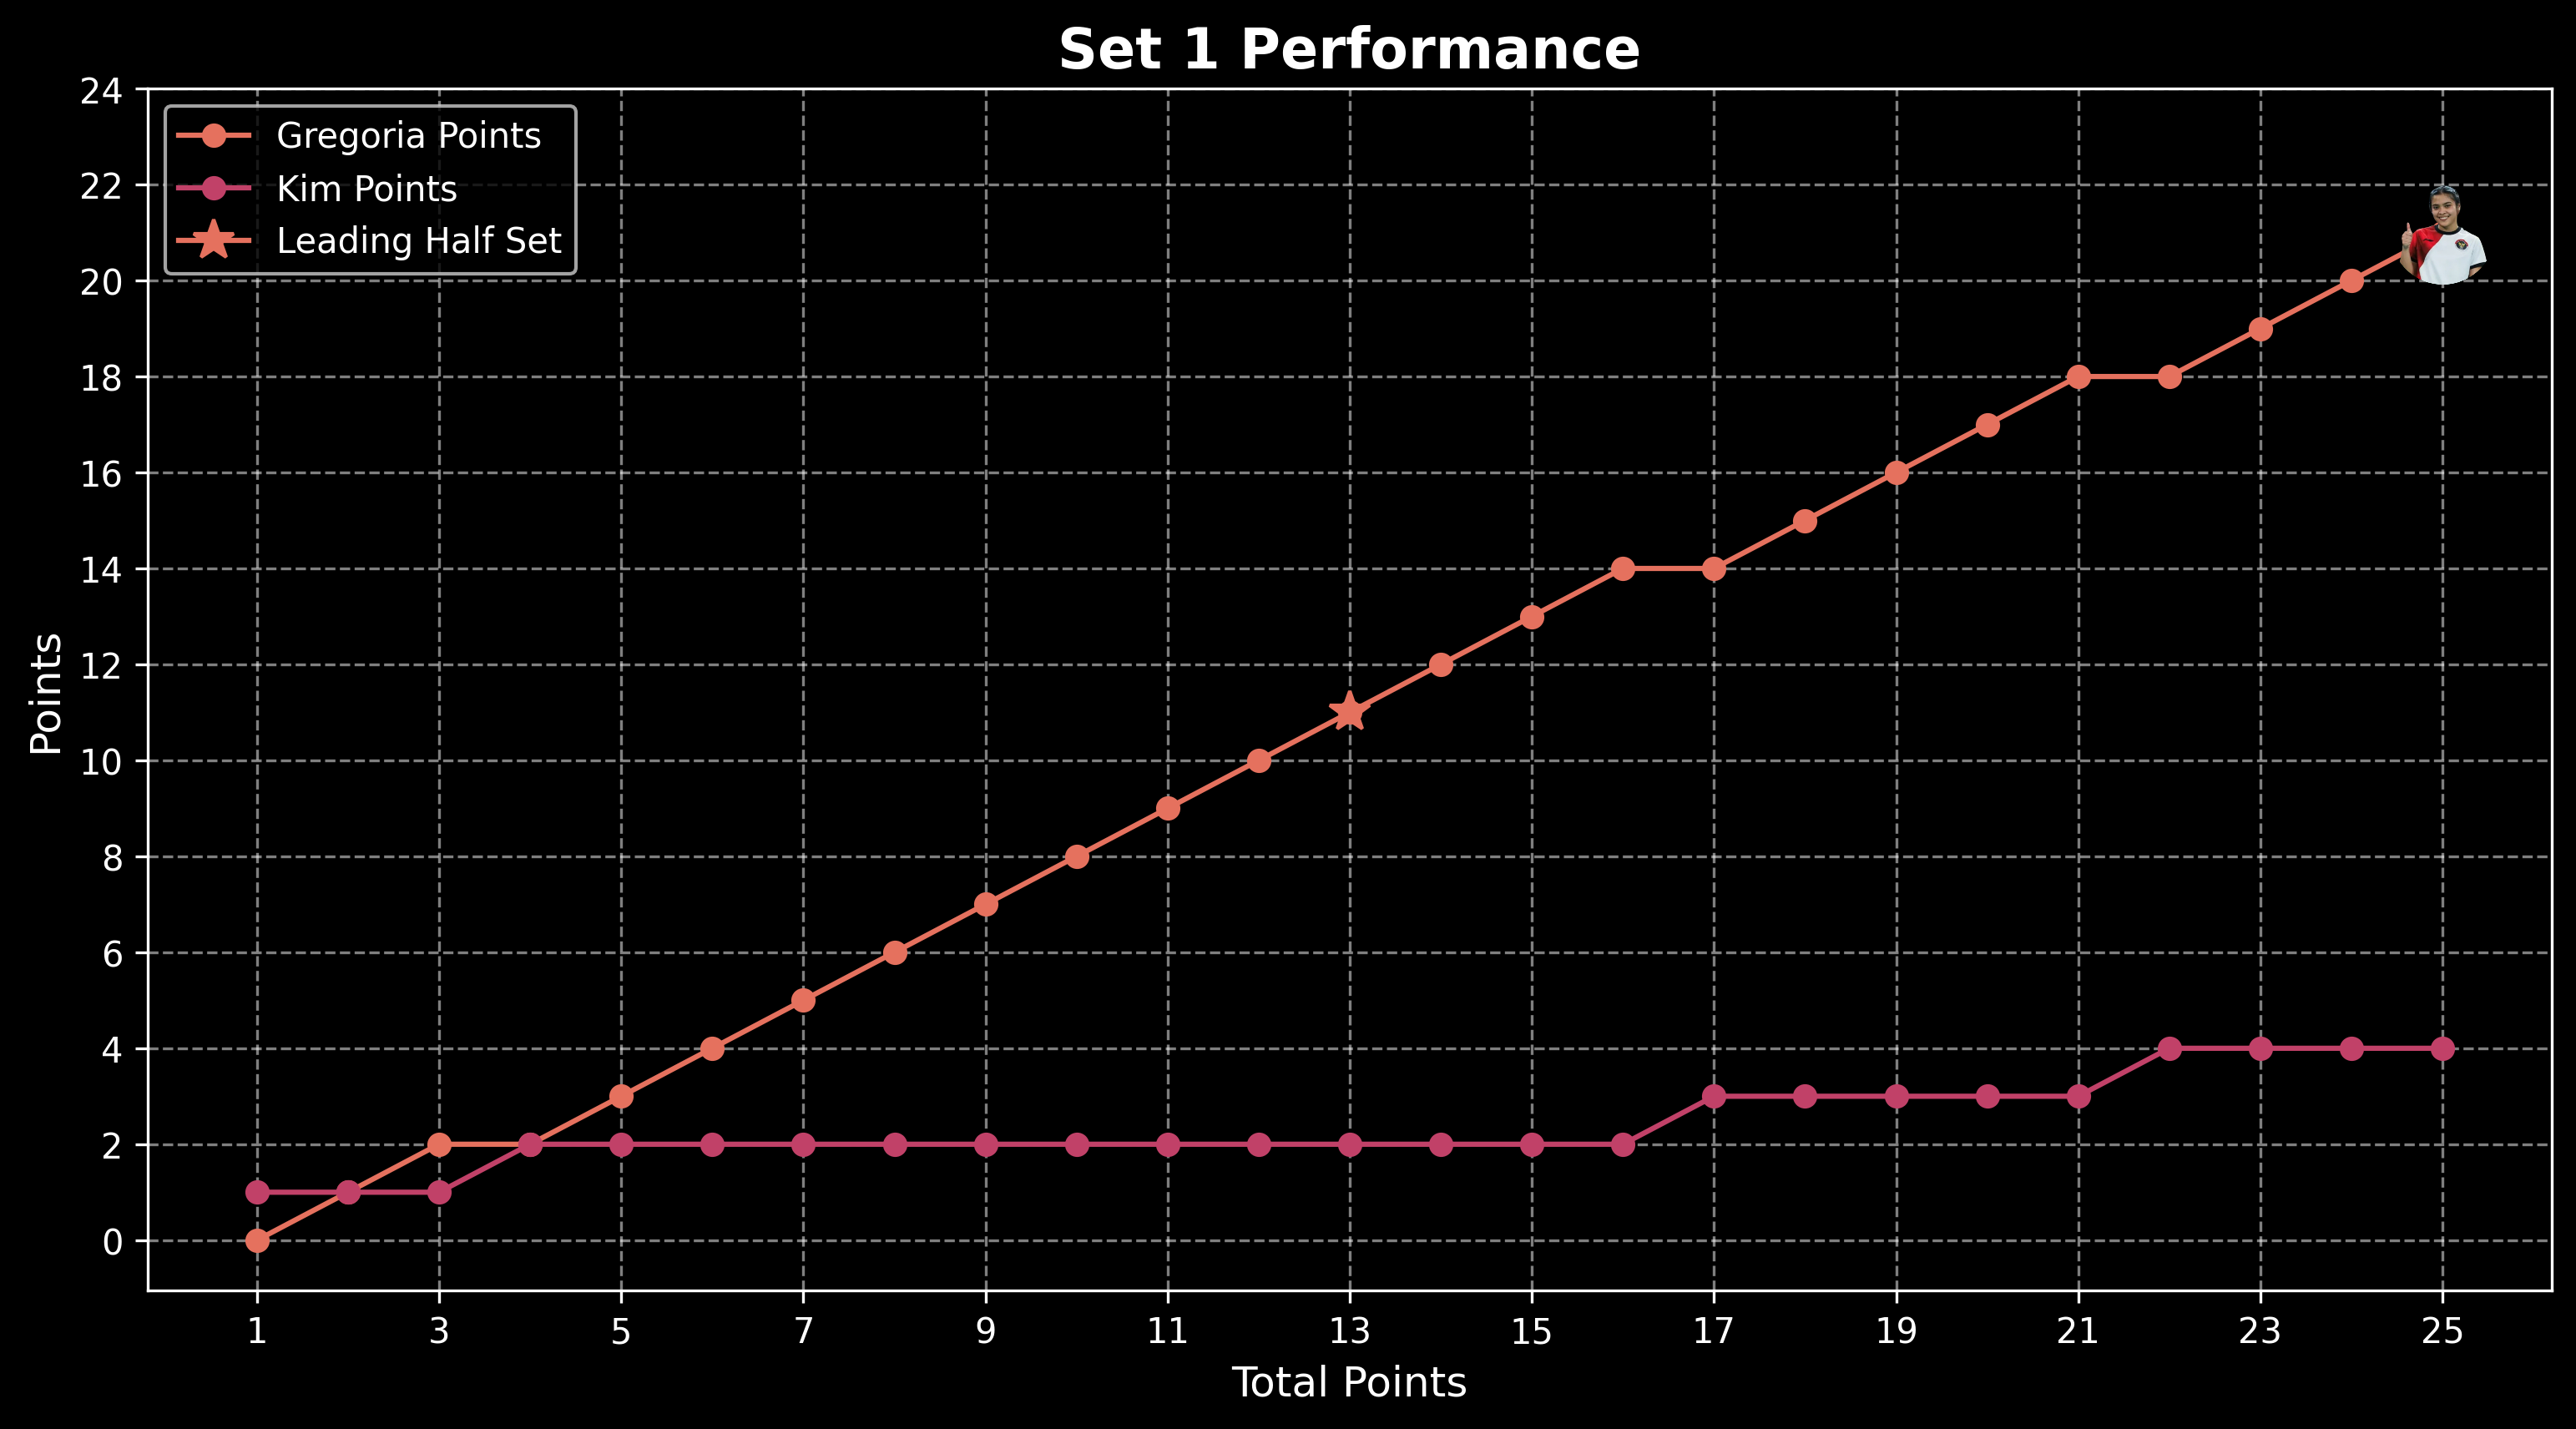 Set 1 Performance
24
22
20
18
16
14
12
10
8
6
4
2
0
Points
Gregoria Points
Kim Points
Leading Half Set
1 3 5 7 9 11 13 15 17 19 21 23 25
Total Points